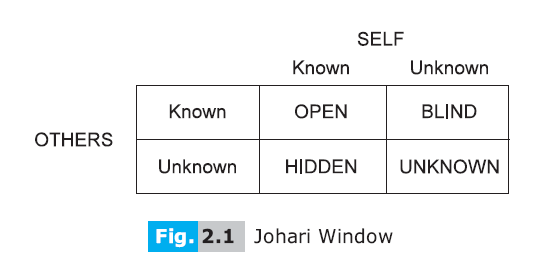 SELF
Known Unknown
Known OPEN BLIND
OTHERS
Unknown HIDDEN UNKNOWN
Fig. 2.1 Johari Window